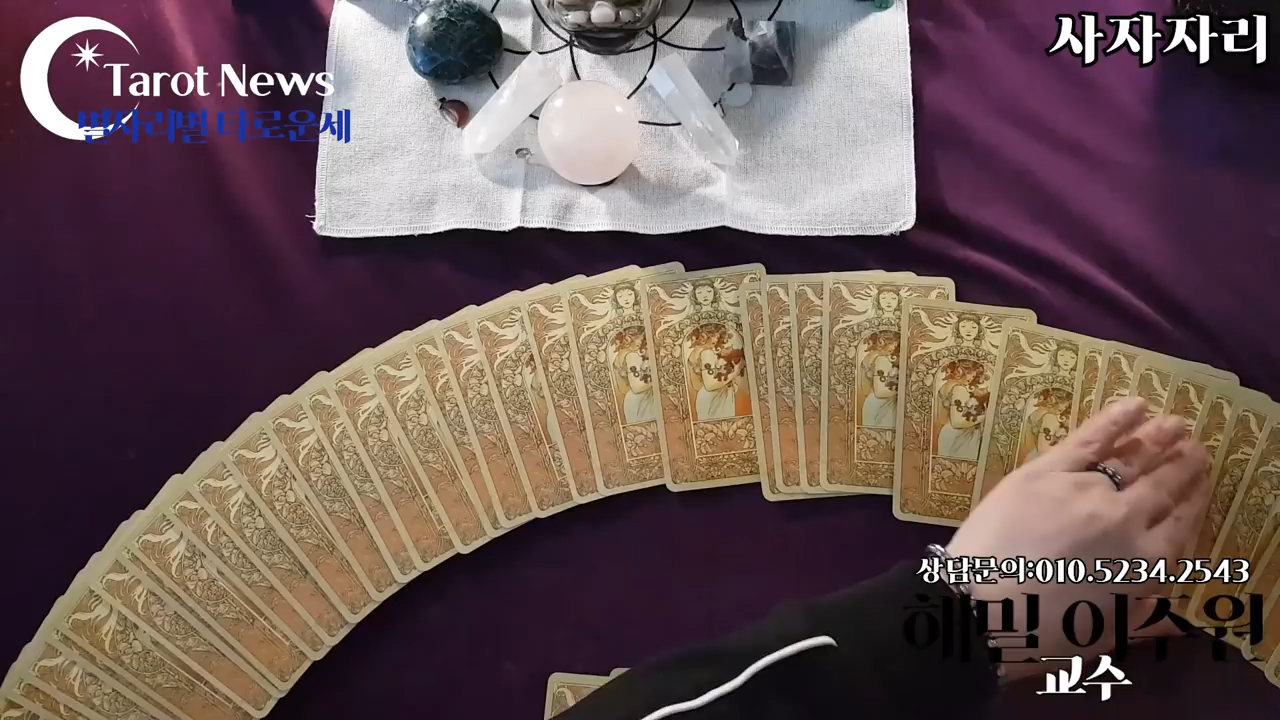 사자자리
Tarot News
별자리별 타로운세
상담문의:010.5234.2543
해밀 이주원
교수